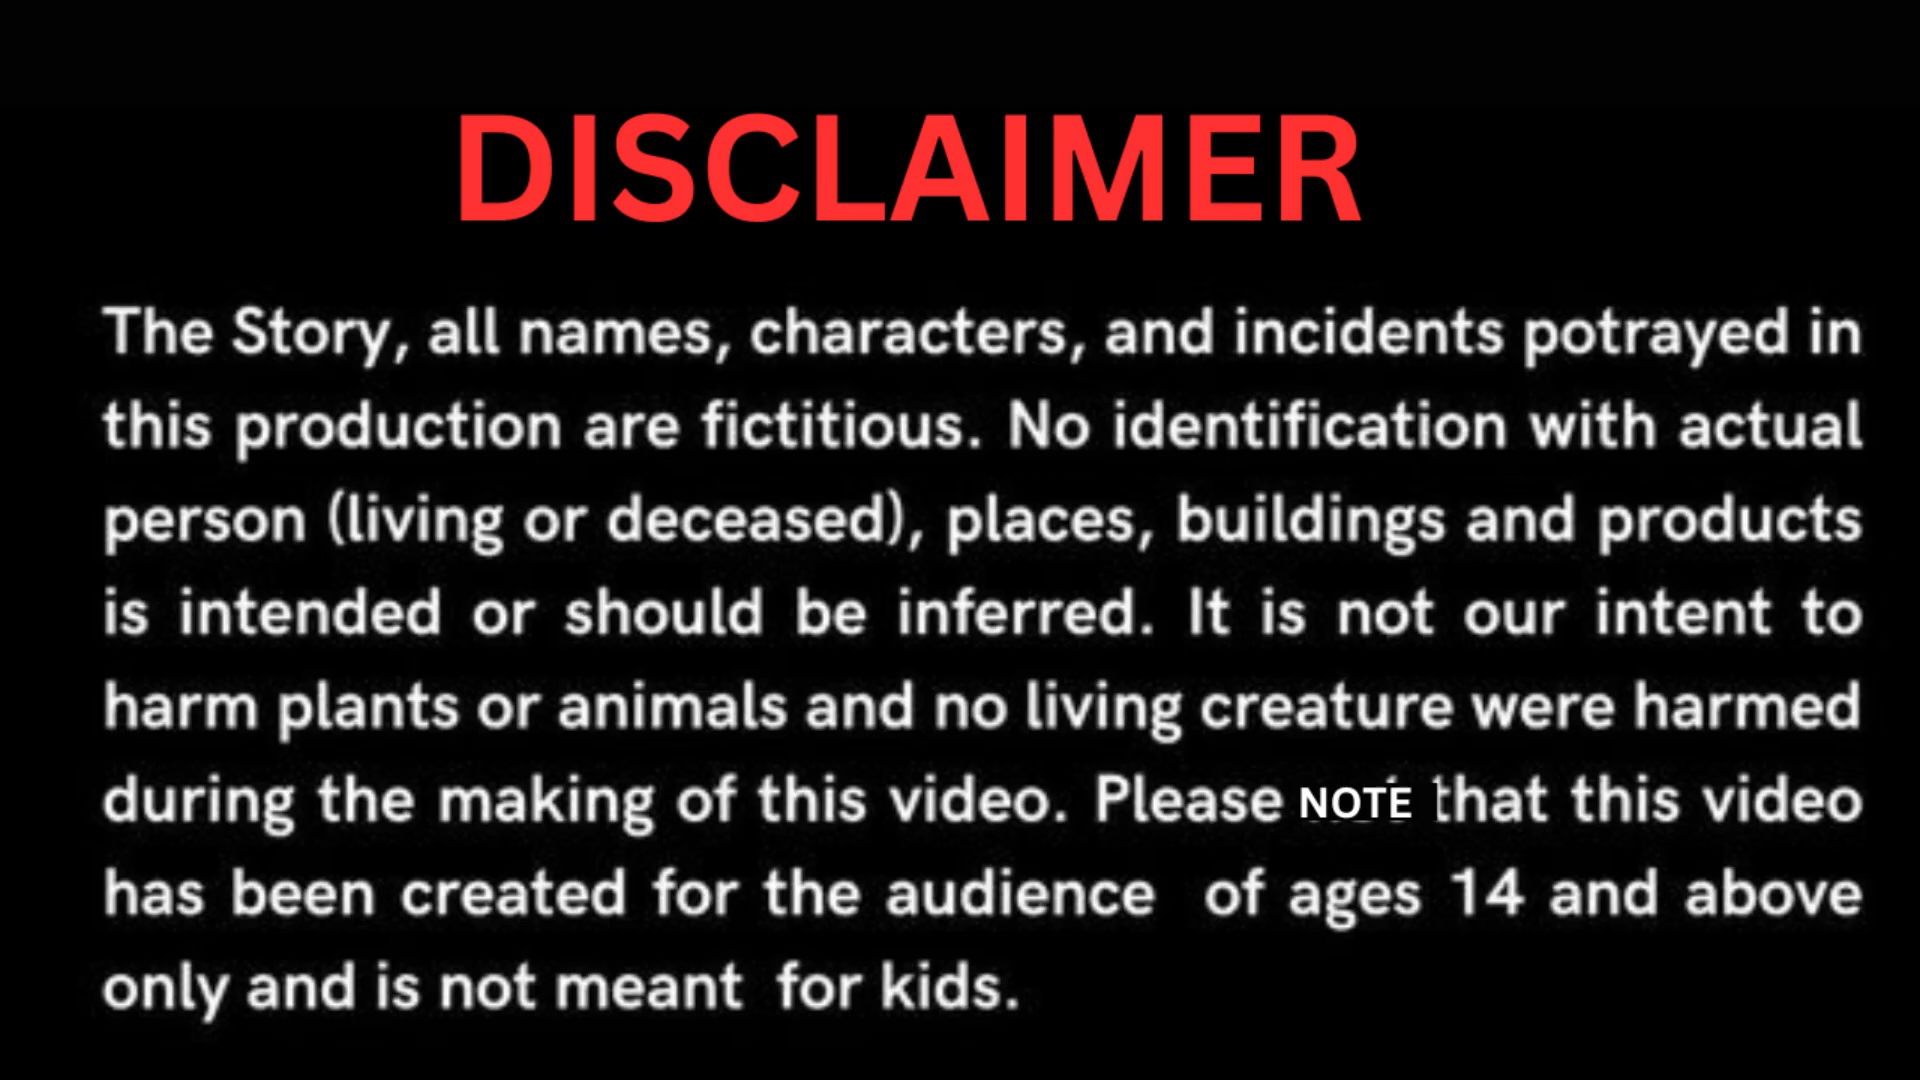 DISCLAIMER
The Story, all names, characters, and incidents potrayed in
this production are fictitious. No identification with actual
person (living or deceased), places, buildings and products
is intended or should be inferred. It is not our intent to
harm plants or animals and no living creature were harmed
during the making of this video. Please NOTE that this video
has been created for the audience of ages 14 and above
only and is not meant for kids.